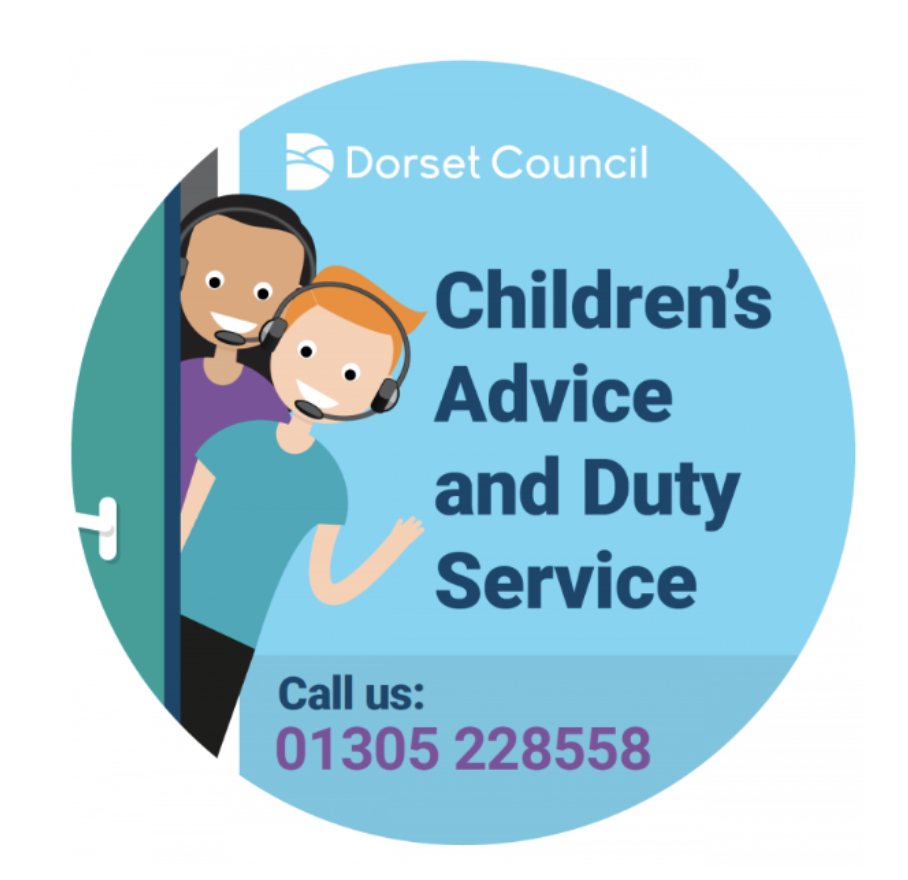 Dorset Council
Children’s
Advice
and Duty
Service
Call us:
01305 228558